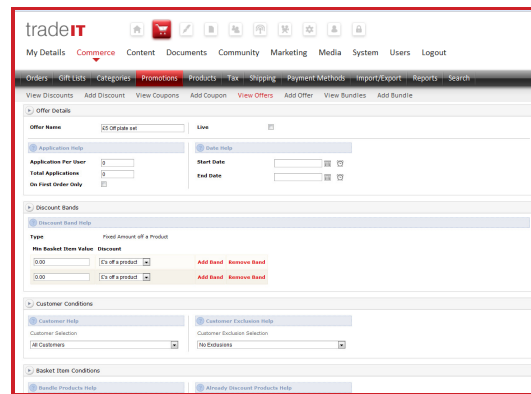 tradeIT
My Details Commerce Content Documents Community Marketing Media System Users Logout
Orders Gift Lists Categories Promotions Products Tax Shipping Payment Methods Import/Export Reports Search
View Discounts Add Discount View Coupons Add Coupon View Offers Add Offer View Bundles Add Bundle
Offer Details
Offer Name £5 Off plate set Live
Application Help Date Help
Application Per User 0 Start Date
Total Applications 0 End Date
On First Order Only
Discount Bands
Discount Band Help
Type Fixed Amount off a Product
Min Basket Item Value Discount
0.00 £'s off a product Add Band Remove Band
0.00 £'s off a product Add Band Remove Band
Customer Conditions
Customer Help Customer Exclusion Help
Customer Selection Customer Exclusion Selection
All Customers No Exclusions
Basket Item Conditions
Bundle Products Help Already Discount Products Help